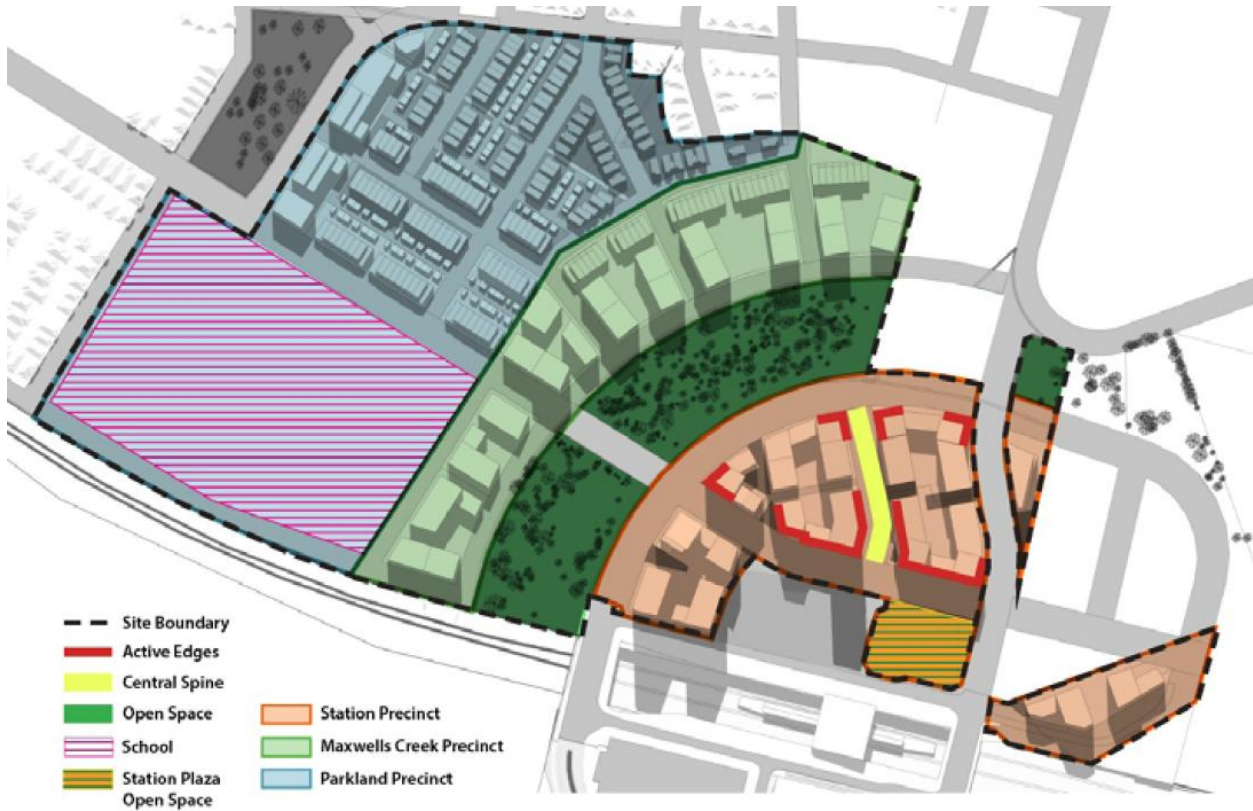 Site Boundary
Active Edges
Central Spine
Open Space
School
Station Plaza
Open Space
Station Precinct
Maxwells Creek Precinct
Parkland Precinct